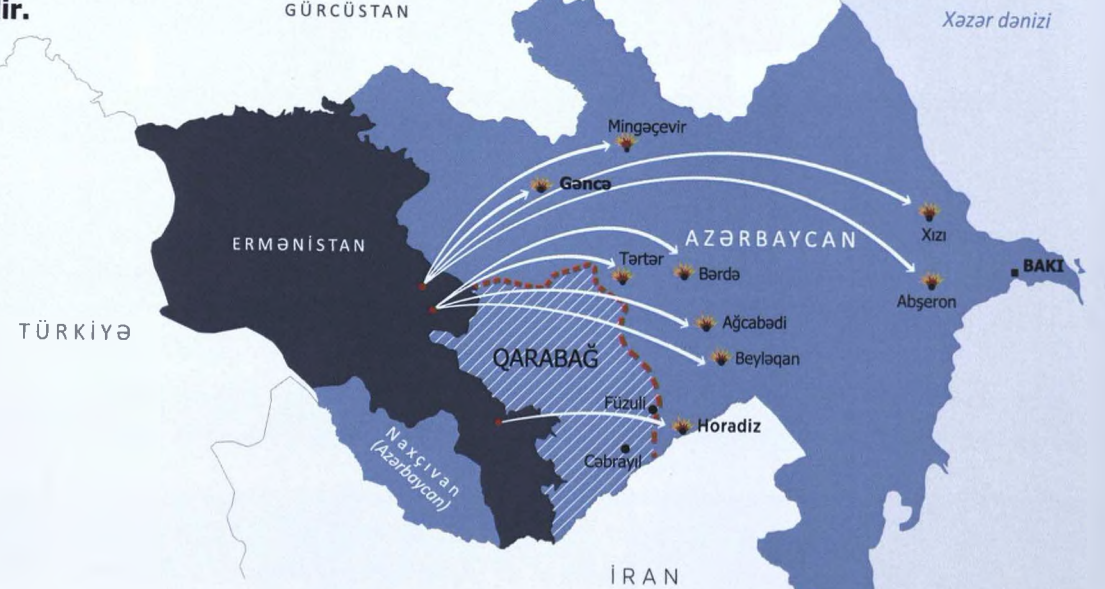 lir.
GÜRCÜSTAN
Xəzər dənizi
Mingəçevir
Gəncə
ERMƏNİSTAN
AZƏRBAYCAN
Xızı
Tərtər
Bərdə
BAKI
Abşeron
TÜRKİYƏ
Ağcabədi
QARABAĞ
Beyləqan
Füzuli
Horadiz
Cəbrayıl
Naxçıvan
(Azərbaycan)
İRAN